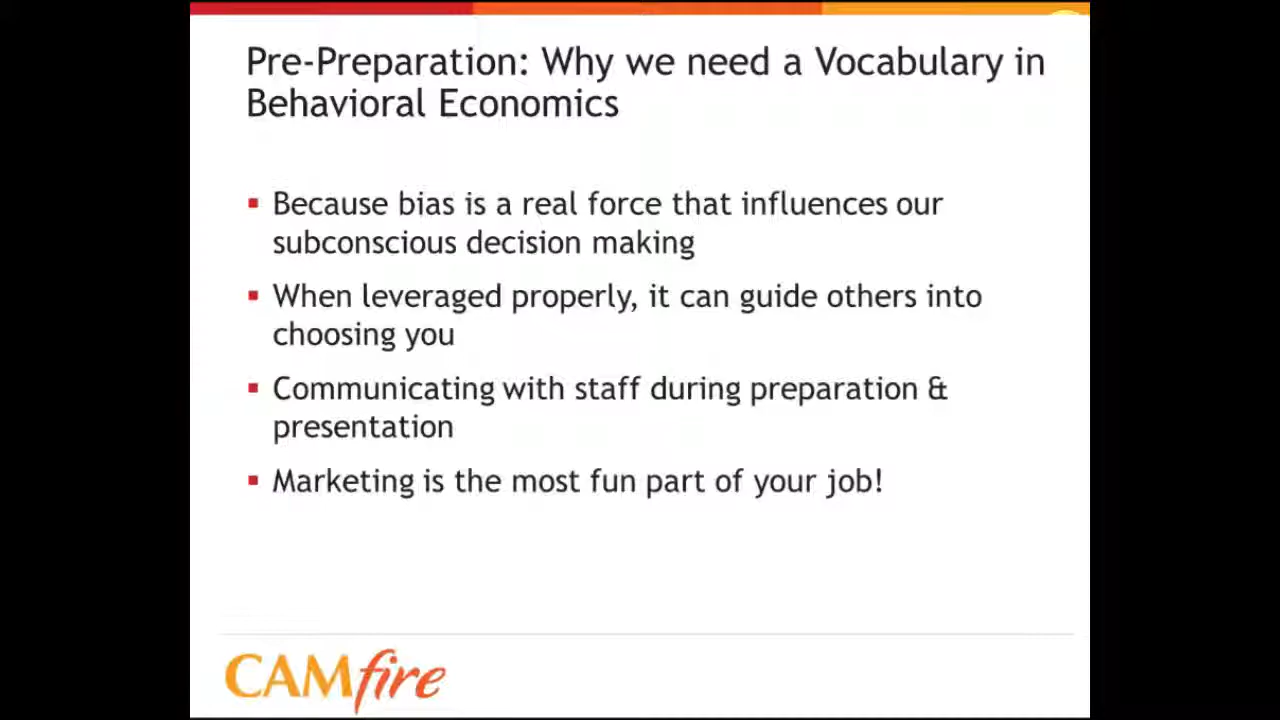 Pre-Preparation: Why we need a Vocabulary in
Behavioral Economics
Because bias is a real force that influences our
subconscious decision making
When leveraged properly, it can guide others into
choosing you
Communicating with staff during preparation &
presentation
Marketing is the most fun part of your job!
CAMfire